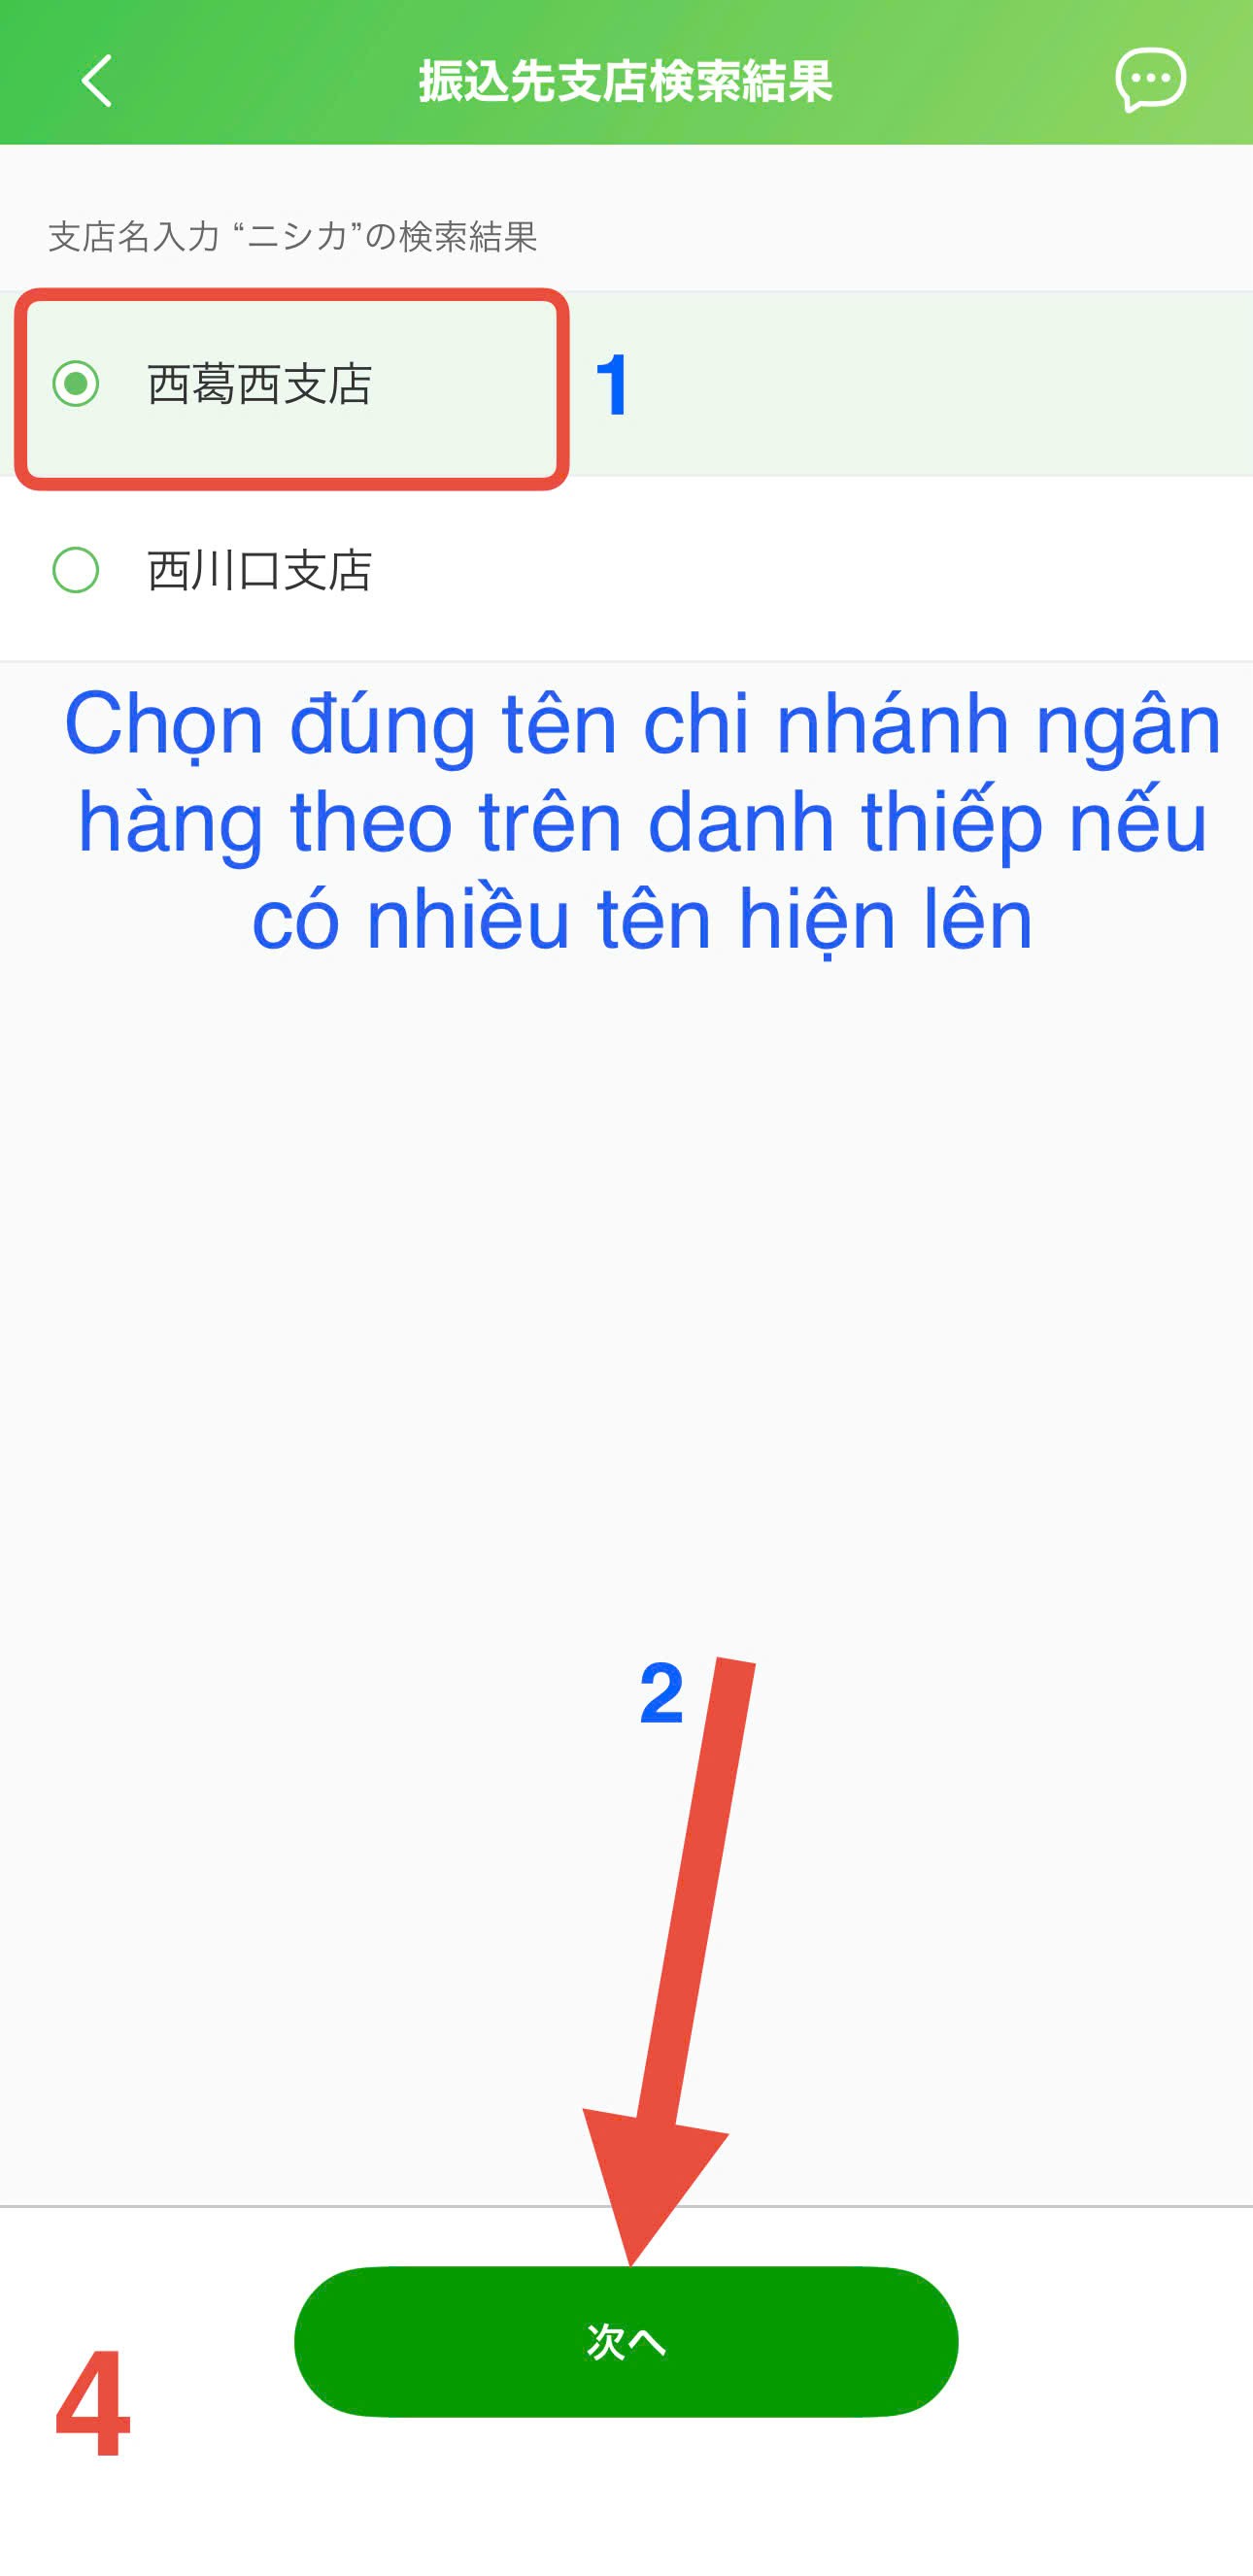 振込先支店検索結果
支店名入力 “ニシカ”の検索結果
西葛西支店
1
西川口支店
Chọn đúng tên chi nhánh ngân
hàng theo trên danh thiếp nếu
có nhiều tên hiện lên
2
次へ
4